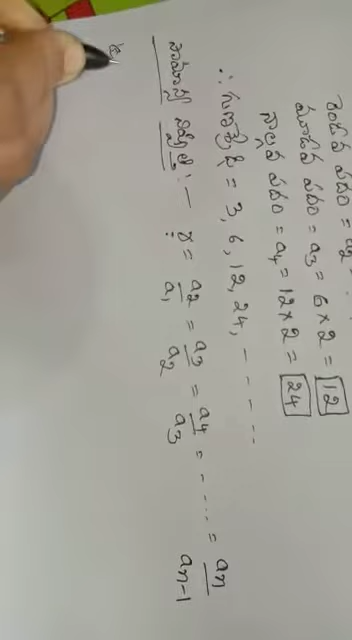 రెండవ పదం = a2 =
మూడవ పదం = a3 = 6×2 = 12
నాల్గవ పదం = a4 = 12×2 = 24
∴ గుణశ్రేఢి = 3, 6, 12, 24, - - - - -
సామాన్య నిష్పత్తి :-
r = a2/a1 = a3/a2 = a4/a3 = - - ... = an/an-1